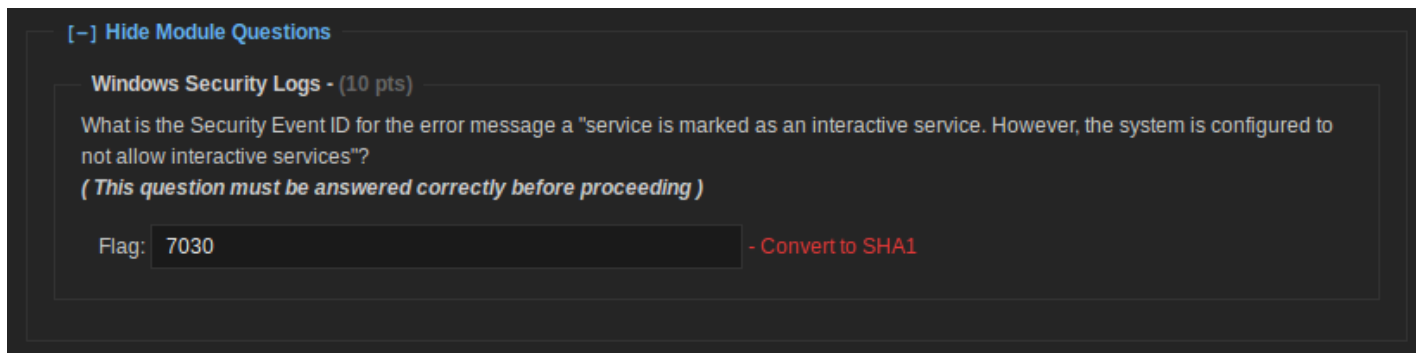 [−] Hide Module Questions
Windows Security Logs - (10 pts)
What is the Security Event ID for the error message a "service is marked as an interactive service. However, the system is configured to
not allow interactive services"?
( This question must be answered correctly before proceeding )
Flag: 7030 - Convert to SHA1